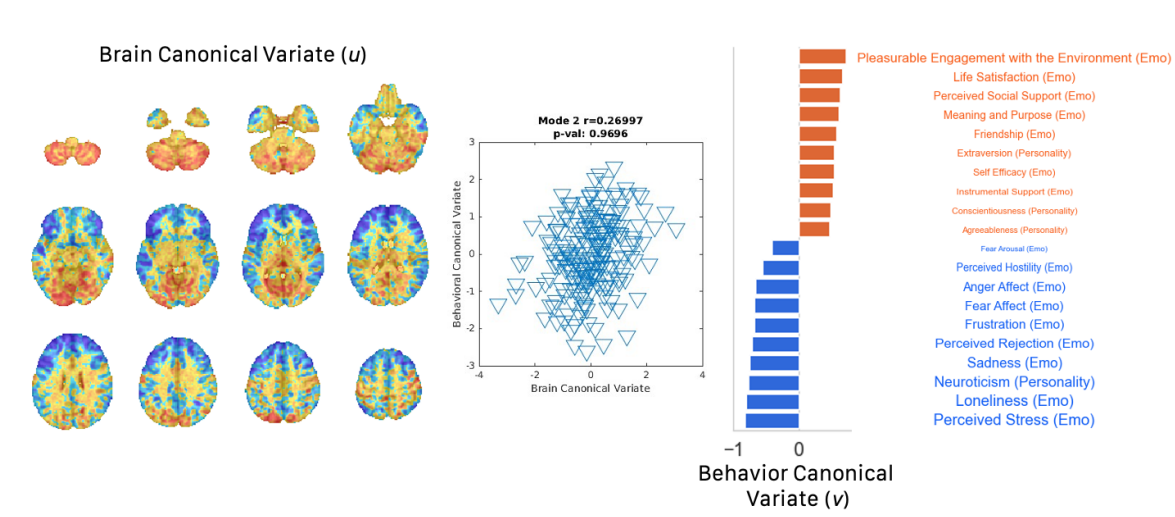 Brain Canonical Variate (u)
Mode 2 r=0.26997
p-val: 0.9696
3
2
1
0
-1
-2
-3
-4
-2
0
2
4
Behavioral Canonical Variate
Brain Canonical Variate
Pleasurable Engagement with the Environment (Emo)
Life Satisfaction (Emo)
Perceived Social Support (Emo)
Meaning and Purpose (Emo)
Friendship (Emo)
Extraversion (Personality)
Self Efficacy (Emo)
Instrumental Support (Emo)
Conscientiousness (Personality)
Agreeableness (Personality)
Fear Arousal (Emo)
Perceived Hostility (Emo)
Anger Affect (Emo)
Fear Affect (Emo)
Frustration (Emo)
Perceived Rejection (Emo)
Sadness (Emo)
Neuroticism (Personality)
Loneliness (Emo)
Perceived Stress (Emo)
−1
0
Behavior Canonical
Variate (v)